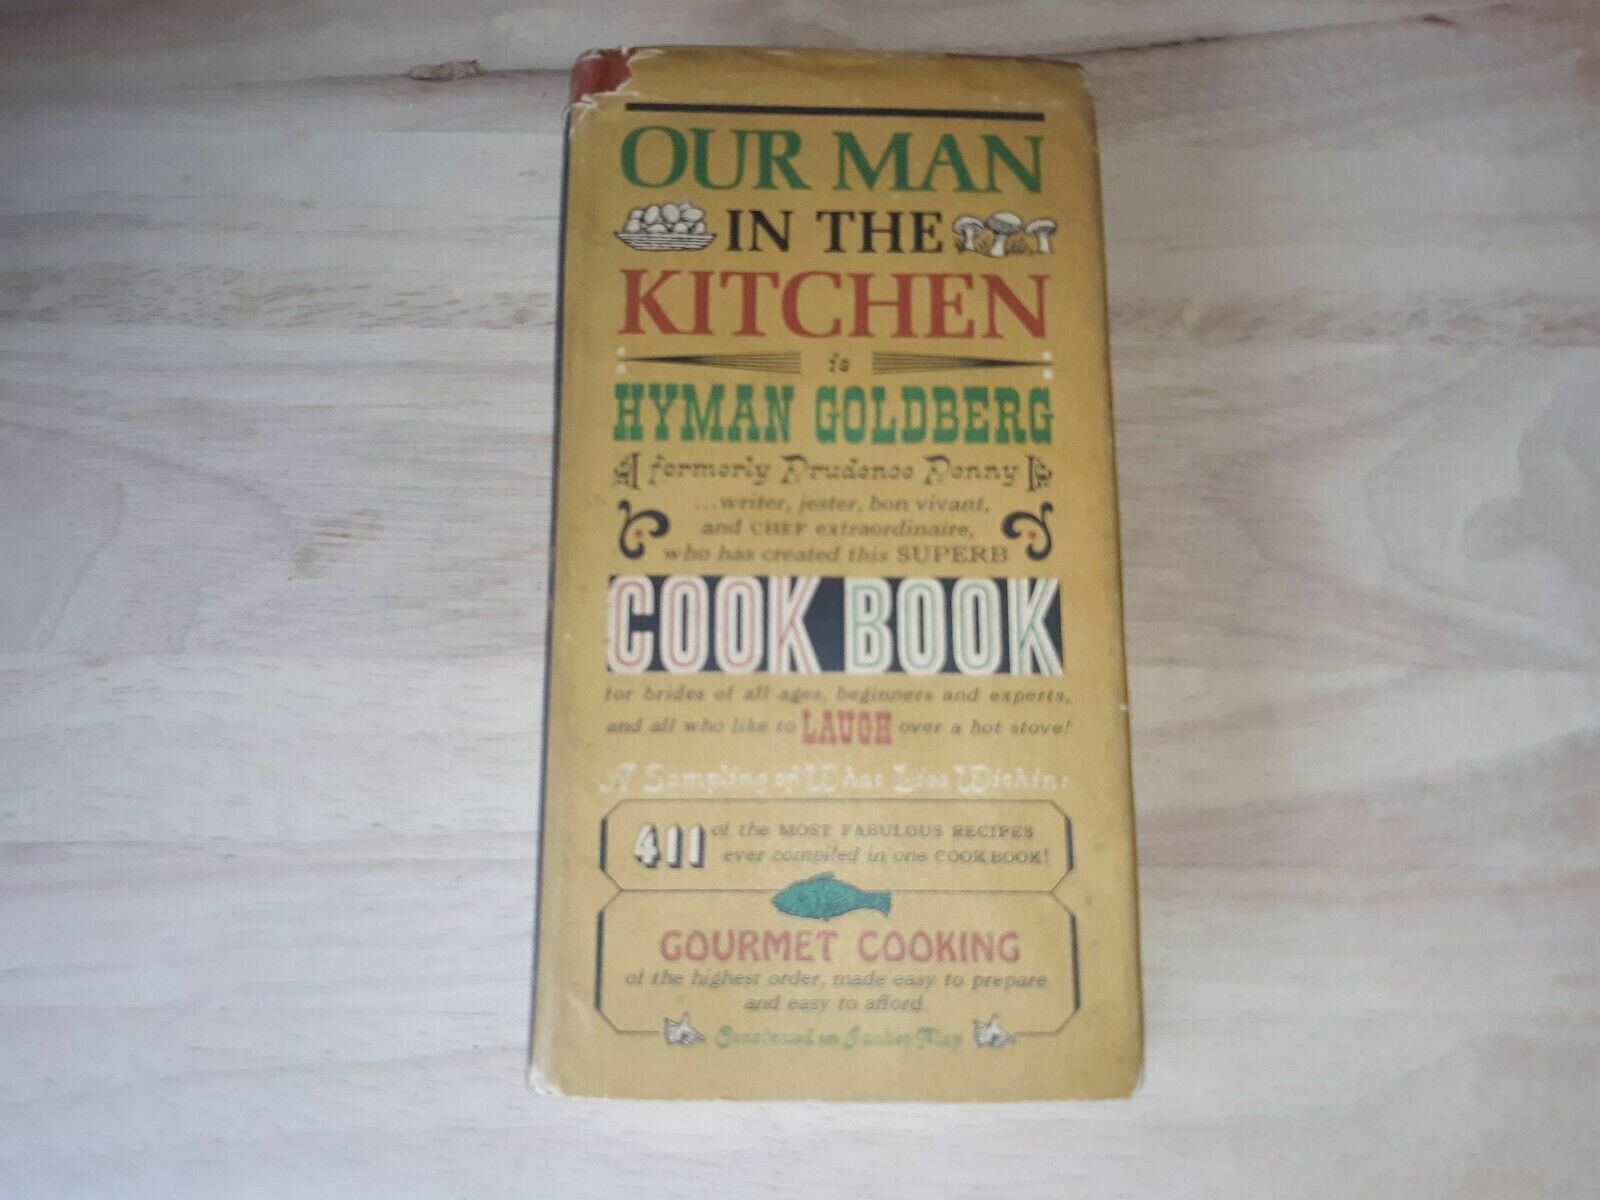 OUR MAN
IN THE
KITCHEN
is
HYMAN GOLDBERG
formerly Prudence Penny
...writer, jester, bon vivant,
and CHEF extraordinaire,
who has created this SUPERB
COOK BOOK
for brides of all ages, beginners and experts,
and all who like to LAUGH over a hot stove!
A Sampling of What Lies Within:
411 of the MOST FABULOUS RECIPES
ever compiled in one COOK BOOK!
GOURMET COOKING
of the highest order, made easy to prepare
and easy to afford.
Continued on Jacket Flap